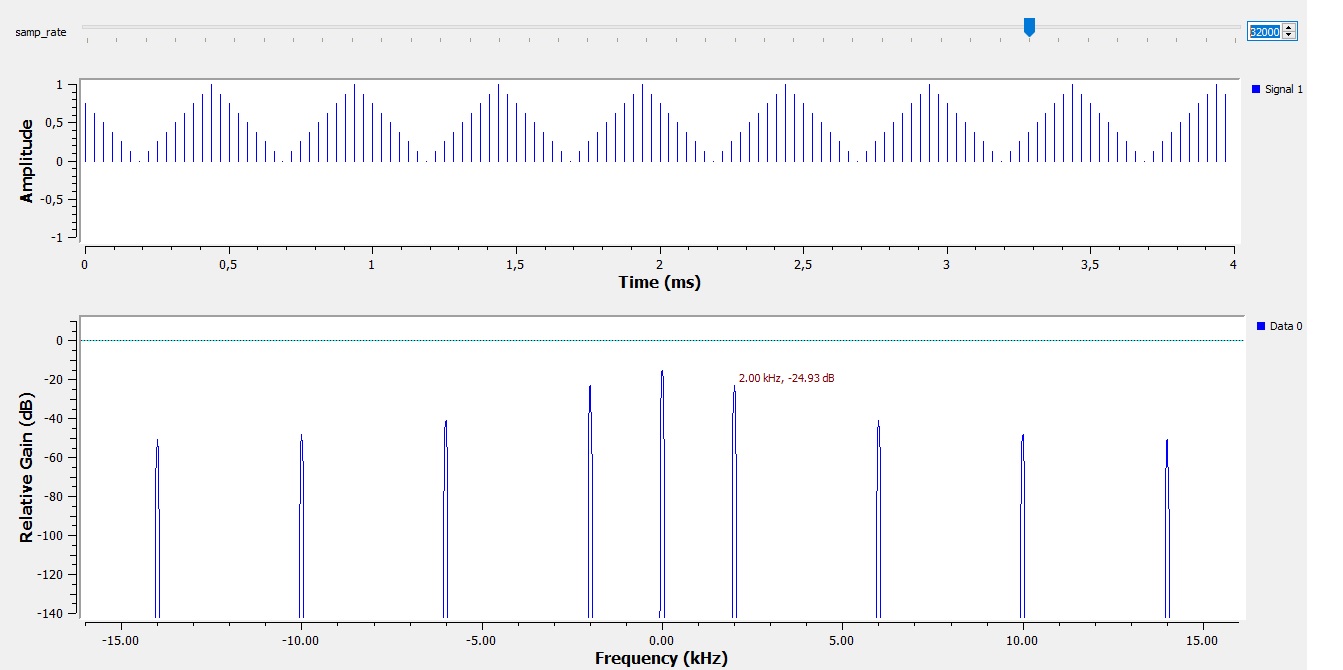 samp_rate
32000
1
0,5
0
-0,5
-1
Amplitude
Signal 1
0 0,5 1 1,5 2 2,5 3 3,5 4
Time (ms)
0
-20
-40
-60
-80
-100
-120
-140
Relative Gain (dB)
Data 0
2.00 kHz, -24.93 dB
-15.00 -10.00 -5.00 0.00 5.00 10.00 15.00
Frequency (kHz)